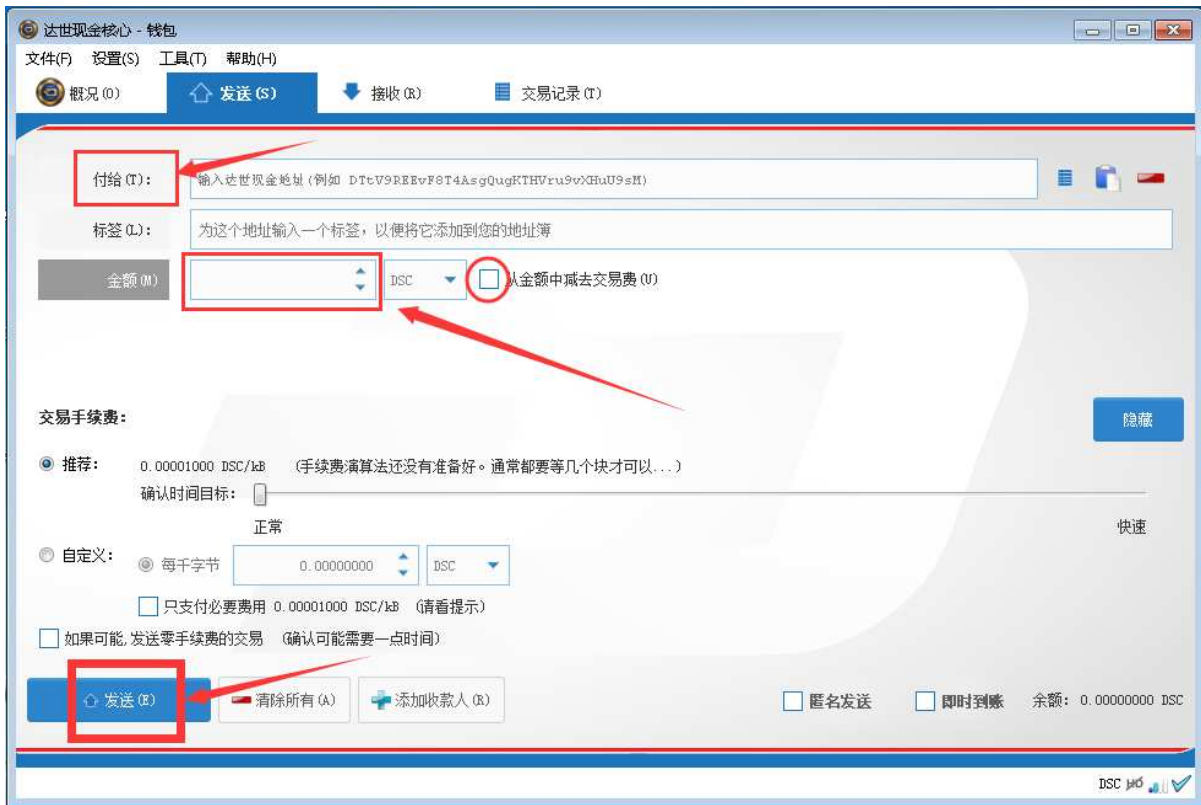 达世现金核心 - 钱包
文件(F) 设置(S) 工具(T) 帮助(H)
概况(O) 发送(S) 接收(R) 交易记录(T)
付给(T): 输入达世现金地址(例如 DTtV9REEvF8T4AsgQugKTHVru9vXHuU9sM)
标签(L): 为这个地址输入一个标签，以便将它添加到您的地址簿
金额(M) DSC 从金额中减去交易费(U)
交易手续费: 隐藏
推荐: 0.00001000 DSC/kB (手续费演算法还没有准备好。通常都要等几个块才可以...)
确认时间目标:
正常 快速
自定义: 每千字节 0.00000000 DSC
只支付必要费用 0.00001000 DSC/kB (请看提示)
如果可能,发送零手续费的交易 (确认可能需要一点时间)
发送(E) 清除所有(A) 添加收款人(R) 匿名发送 即时到账 余额: 0.00000000 DSC
DSC HD